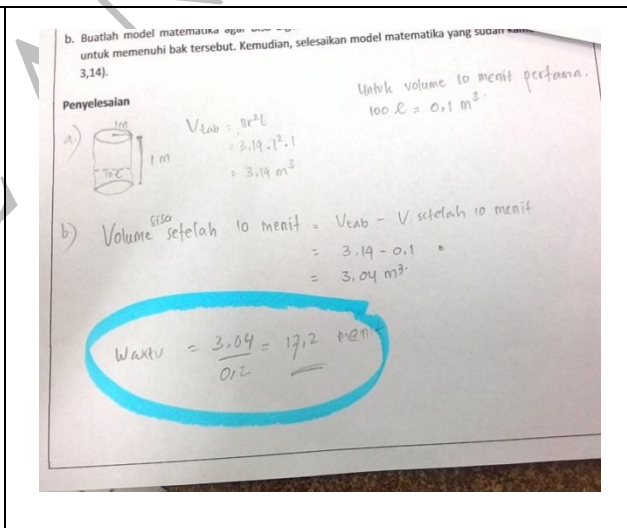 b. Buatlah model matematika agar
untuk memenuhi bak tersebut. Kemudian, selesaikan model matematika yang sudah
3,14).
Penyelesaian
Untuk volume 10 menit pertama.
100 l = 0,1 m³.
a)
1m
1 m
V tab = πr²t
= 3,14 . 1² . 1
= 3,14 m³
b) Volume sisa setelah 10 menit = Vtab - V. setelah 10 menit
= 3,14 - 0,1
= 3,04 m³.
Waktu = 3,04 / 0,2 = 17,2 menit